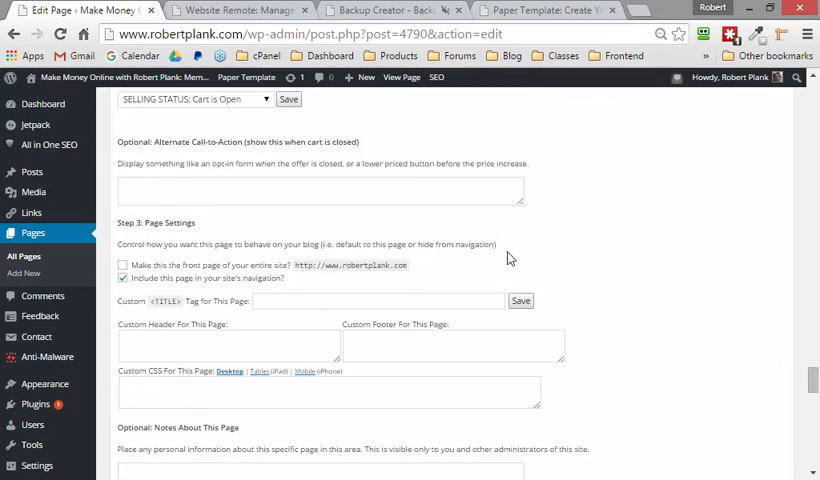 Edit Page ‹ Make Money
Website Remote: Manage
Backup Creator - Back
Paper Template: Create Y
Robert
www.robertplank.com/wp-admin/post.php?post=4790&action=edit
Apps Gmail Calendar cPanel Dashboard Products Forums Blog Classes Frontend » Other bookmarks
Make Money Online with Robert Plank: Mem... Paper Template 1 0 New View Page SEO Howdy, Robert Plank
Dashboard
Jetpack
All in One SEO
Posts
Media
Links
Pages
All Pages
Add New
Comments
Feedback
Contact
Anti-Malware
Appearance
Plugins 1
Users
Tools
Settings
SELLING STATUS: Cart is Open Save
Optional: Alternate Call-to-Action (show this when cart is closed)
Display something like an opt-in form when the offer is closed, or a lower priced button before the price increase.
Step 3: Page Settings
Control how you want this page to behave on your blog (i.e. default to this page or hide from navigation)
Make this the front page of your entire site? http://www.robertplank.com
Include this page in your site's navigation?
Custom <TITLE> Tag for This Page: Save
Custom Header For This Page: Custom Footer For This Page:
Custom CSS For This Page: Desktop | Tablet (iPad) | Mobile (iPhone)
Optional: Notes About This Page
Place any personal information about this specific page in this area. This is visible only to you and other administrators of this site.